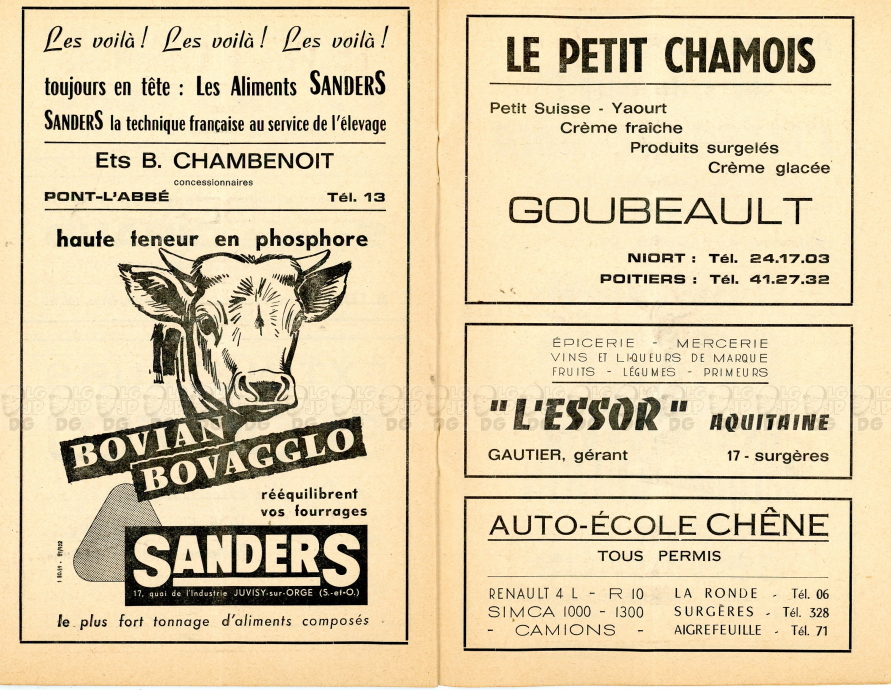 Les voilà ! Les voilà ! Les voilà !
toujours en tête : Les Aliments SANDERS
SANDERS la technique française au service de l'élevage
Ets B. CHAMBENOIT
concessionnaires
PONT-L'ABBÉ Tél. 13
haute teneur en phosphore
BOVIAN
BOVAGGLO
rééquilibrent
vos fourrages
SANDERS
17, quai de l'Industrie JUVISY-sur-ORGE (S.-et-O.)
le plus fort tonnage d'aliments composés
LE PETIT CHAMOIS
Petit Suisse - Yaourt
Crème fraîche
Produits surgelés
Crème glacée
GOUBEAULT
NIORT : Tél. 24.17.03
POITIERS : Tél. 41.27.32
ÉPICERIE - MERCERIE
VINS ET LIQUEURS DE MARQUE
FRUITS - LÉGUMES - PRIMEURS
"L'ESSOR" AQUITAINE
GAUTIER, gérant 17 - surgères
AUTO-ÉCOLE CHÊNE
TOUS PERMIS
RENAULT 4 L - R 10 LA RONDE - Tél. 06
SIMCA 1000 - 1300 SURGÈRES - Tél. 328
- CAMIONS - AIGREFEUILLE - Tél. 71